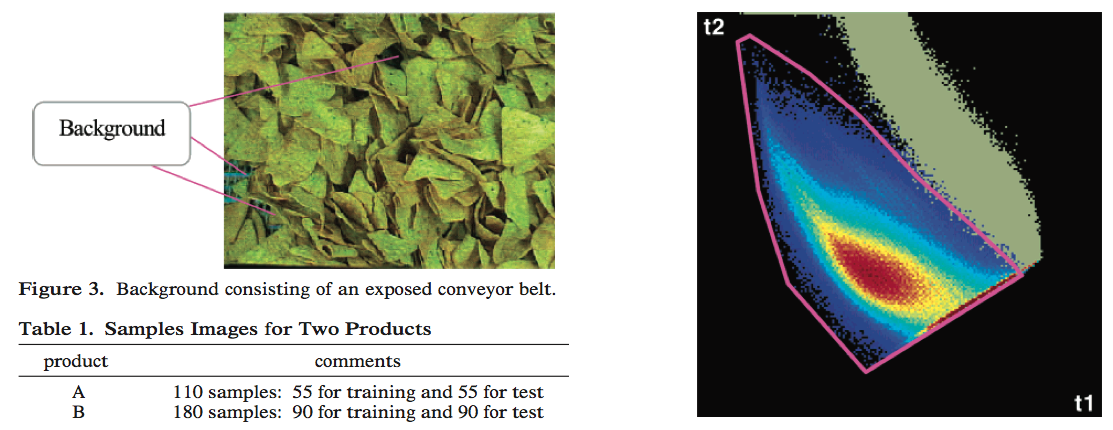 Background
Figure 3. Background consisting of an exposed conveyor belt.
Table 1. Samples Images for Two Products
product comments
A 110 samples: 55 for training and 55 for test
B 180 samples: 90 for training and 90 for test
t2
t1